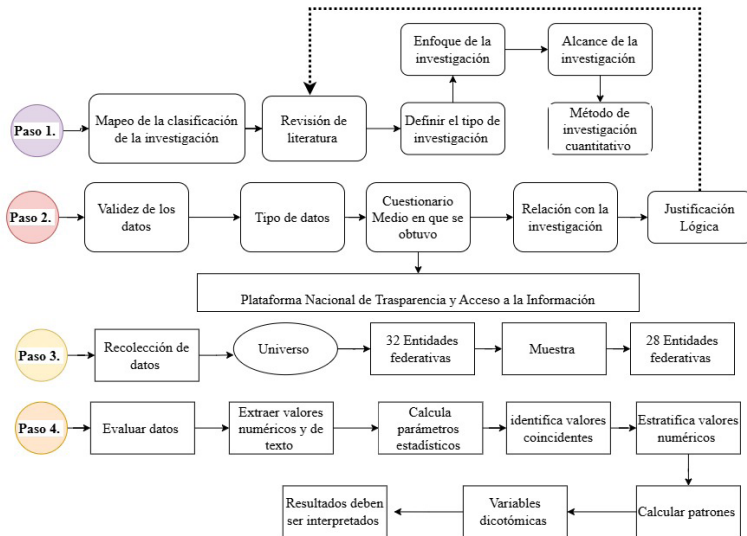 Paso 1.
Mapeo de la clasificación
de la investigación
Revisión de
literatura
Definir el tipo de
investigación
Enfoque de la
investigación
Alcance de la
investigación
Método de
investigación
cuantitativo
Paso 2.
Validez de los
datos
Tipo de datos
Cuestionario
Medio en que se
obtuvo
Relación con la
investigación
Justificación
Lógica
Plataforma Nacional de Trasparencia y Acceso a la Información
Paso 3.
Recolección de
datos
Universo
32 Entidades
federativas
Muestra
28 Entidades
federativas
Paso 4.
Evaluar datos
Extraer valores
numéricos y de
texto
Calcula
parámetros
estadísticos
identifica valores
coincidentes
Estratifica valores
numéricos
Calcular patrones
Variables
dicotómicas
Resultados deben
ser interpretados